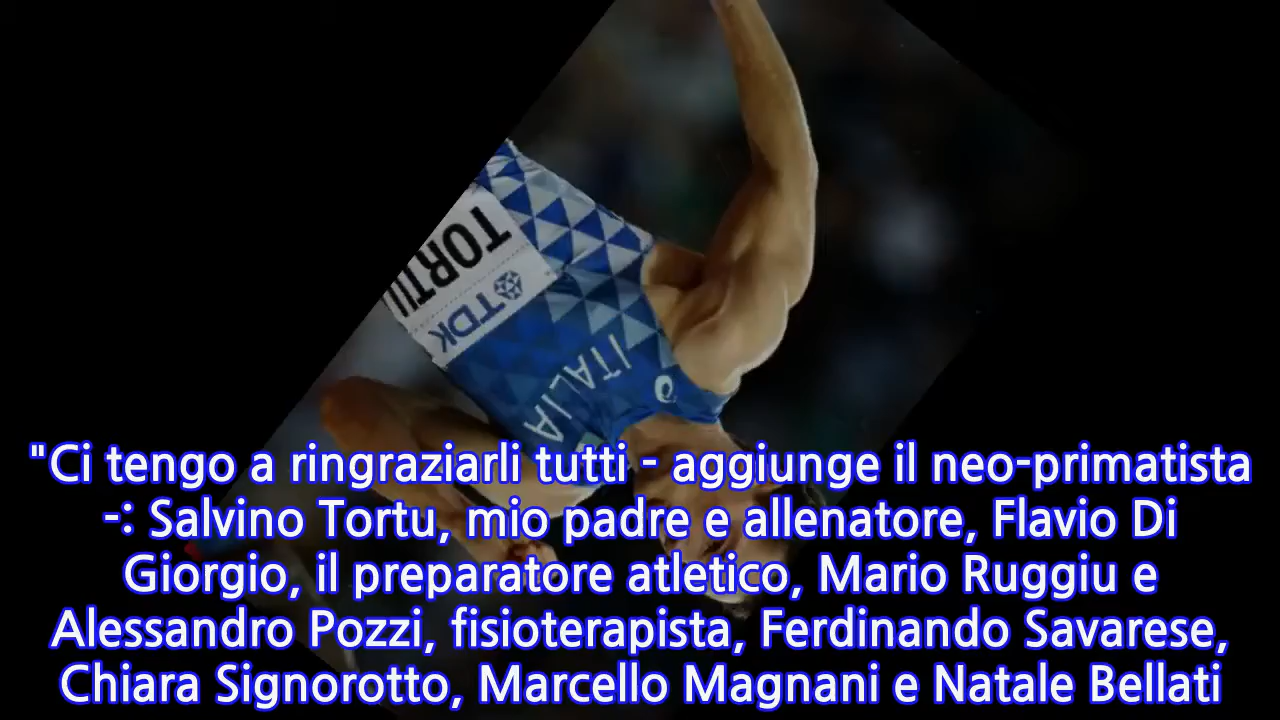 TORTU
TDK
ITALIA
"Ci tengo a ringraziarli tutti - aggiunge il neo-primatista
-: Salvino Tortu, mio padre e allenatore, Flavio Di
Giorgio, il preparatore atletico, Mario Ruggiu e
Alessandro Pozzi, fisioterapista, Ferdinando Savarese,
Chiara Signorotto, Marcello Magnani e Natale Bellati